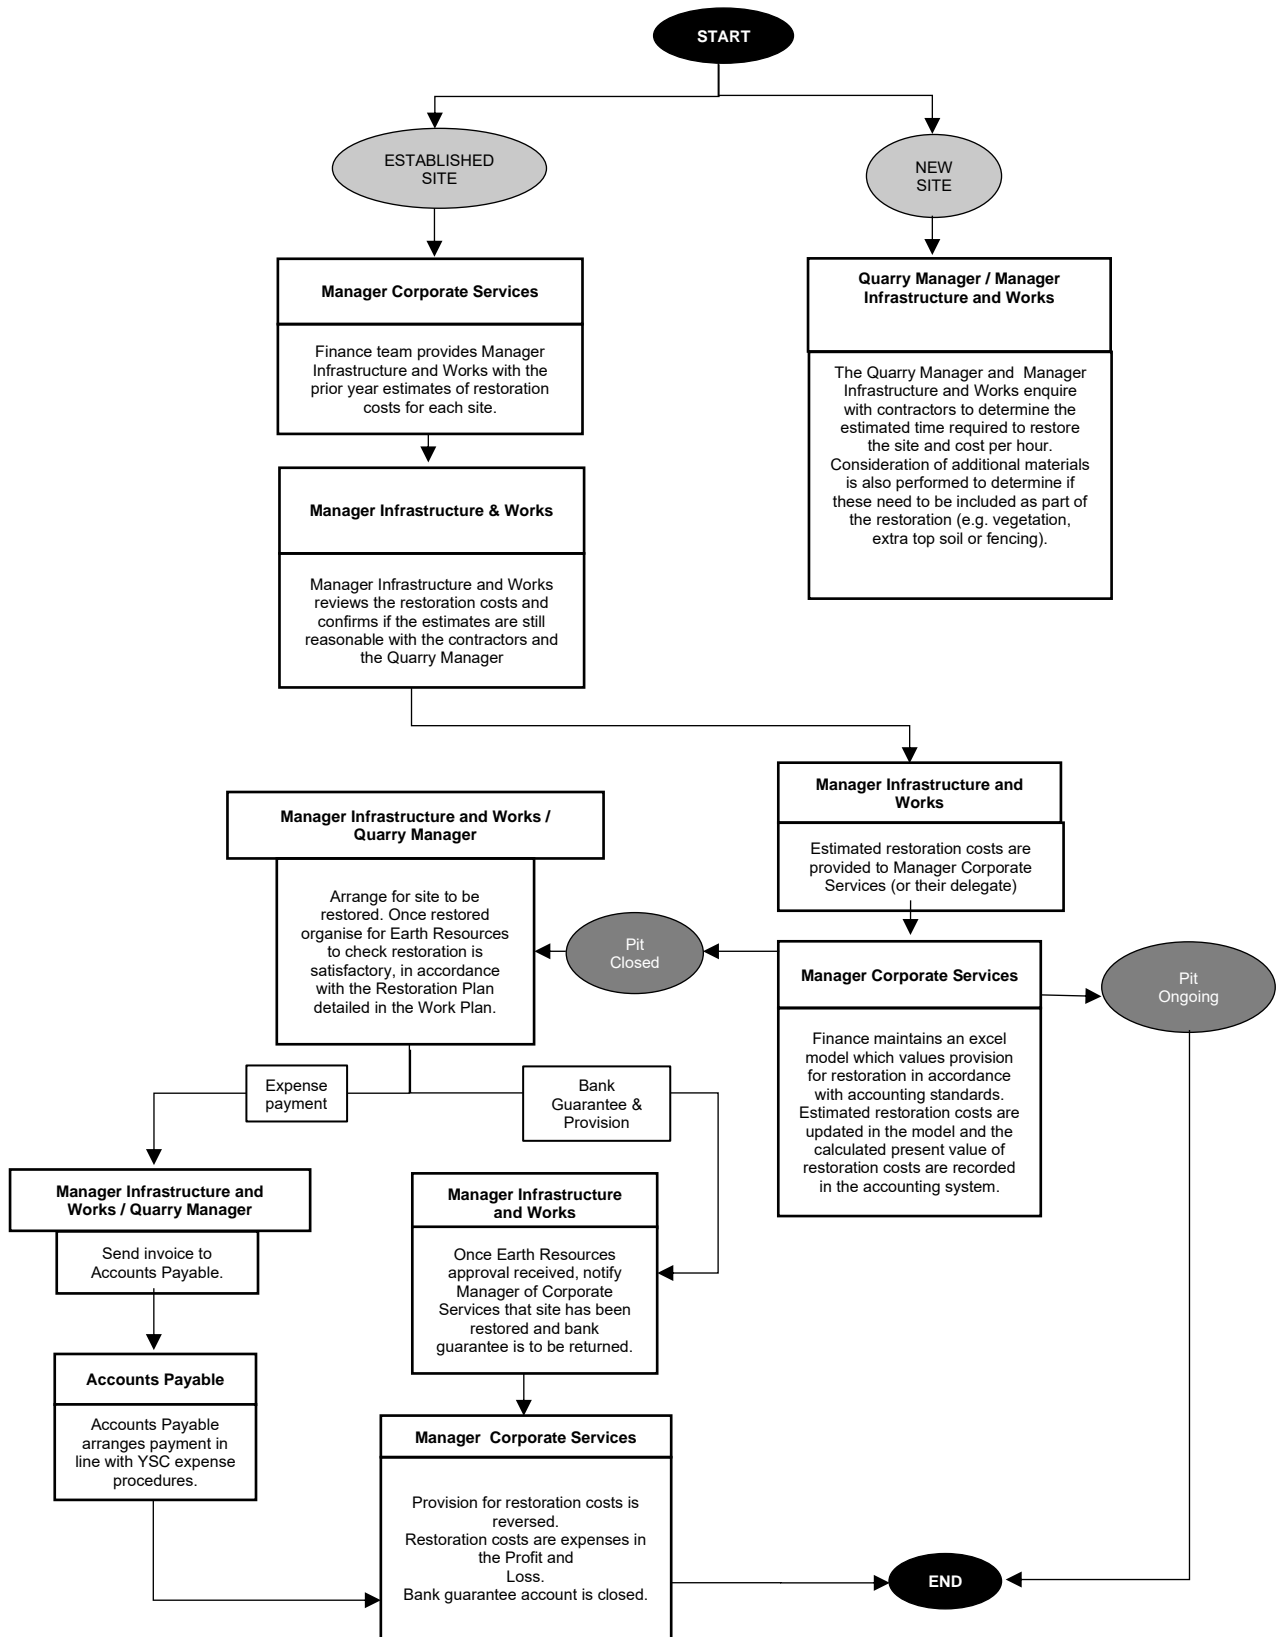 START
ESTABLISHED
SITE
NEW
SITE
Manager Corporate Services
Finance team provides Manager
Infrastructure and Works with the
prior year estimates of restoration
costs for each site.
Quarry Manager / Manager
Infrastructure and Works
The Quarry Manager and  Manager
Infrastructure and Works enquire
with contractors to determine the
estimated time required to restore
the site and cost per hour.
Consideration of additional materials
is also performed to determine if
these need to be included as part of
the restoration (e.g. vegetation,
extra top soil or fencing).
Manager Infrastructure & Works
Manager Infrastructure and Works
reviews the restoration costs and
confirms if the estimates are still
reasonable with the contractors and
the Quarry Manager
Manager Infrastructure and
Works
Estimated restoration costs are
provided to Manager Corporate
Services (or their delegate)
Manager Infrastructure and Works /
Quarry Manager
Arrange for site to be
restored. Once restored
organise for Earth Resources
to check restoration is
satisfactory, in accordance
with the Restoration Plan
detailed in the Work Plan.
Pit
Closed
Manager Corporate Services
Finance maintains an excel
model which values provision
for restoration in accordance
with accounting standards.
Estimated restoration costs are
updated in the model and the
calculated present value of
restoration costs are recorded
in the accounting system.
Pit
Ongoing
Expense
payment
Bank
Guarantee &
Provision
Manager Infrastructure and
Works / Quarry Manager
Send invoice to
Accounts Payable.
Manager Infrastructure
and Works
Once Earth Resources
approval received, notify
Manager of Corporate
Services that site has been
restored and bank
guarantee is to be returned.
Accounts Payable
Accounts Payable
arranges payment in
line with YSC expense
procedures.
Manager  Corporate Services
Provision for restoration costs is
reversed.
Restoration costs are expenses in
the Profit and
Loss.
Bank guarantee account is closed.
END